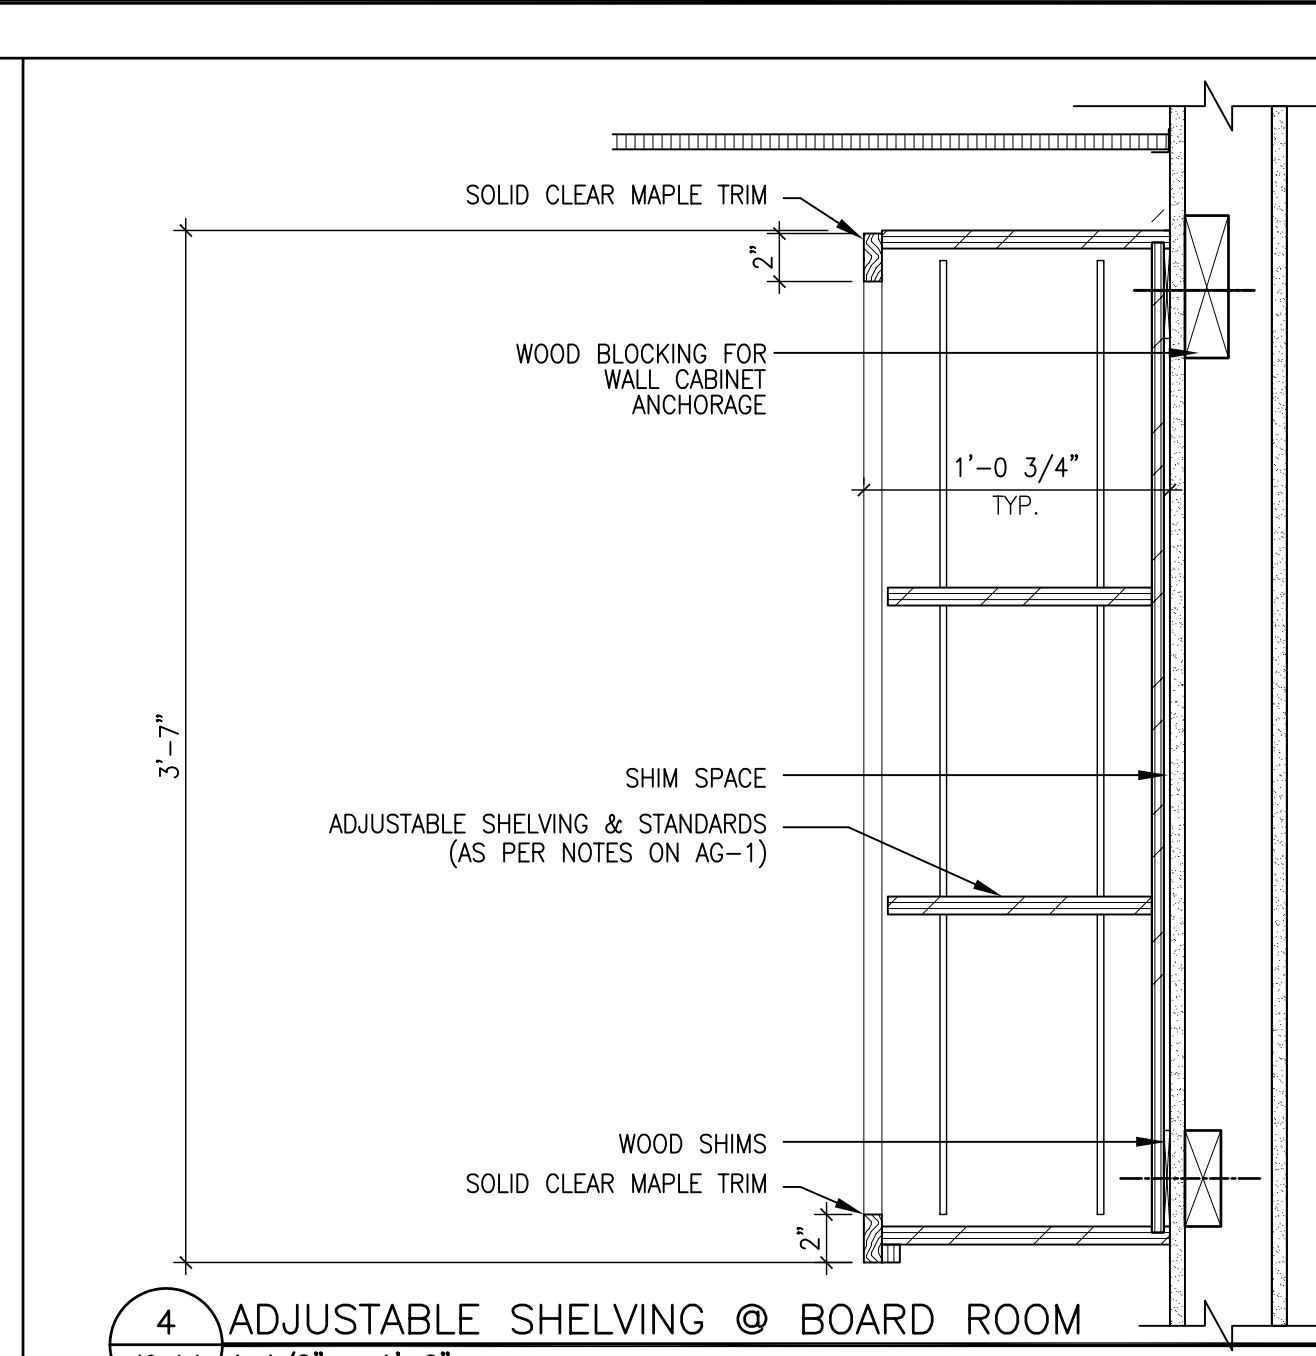 SOLID CLEAR MAPLE TRIM
2"
WOOD BLOCKING FOR
WALL CABINET
ANCHORAGE
1'-0 3/4"
TYP.
3'-7"
SHIM SPACE
ADJUSTABLE SHELVING & STANDARDS
(AS PER NOTES ON AG-1)
WOOD SHIMS
SOLID CLEAR MAPLE TRIM
2"
4 ADJUSTABLE SHELVING @ BOARD ROOM